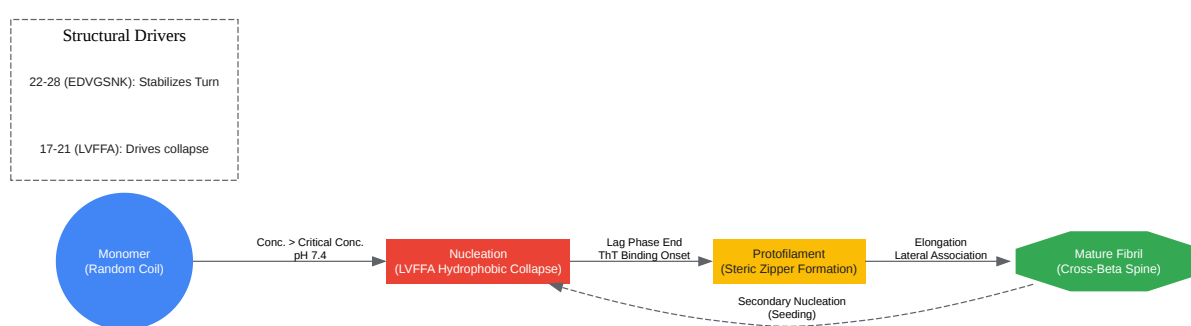 Structural Drivers
22-28 (EDVGSNK): Stabilizes Turn
17-21 (LVFFA): Drives collapse
Monomer
(Random Coil)
Conc. > Critical Conc.
pH 7.4
Nucleation
(LVFFA Hydrophobic Collapse)
Lag Phase End
ThT Binding Onset
Protofilament
(Steric Zipper Formation)
Elongation
Lateral Association
Mature Fibril
(Cross-Beta Spine)
Secondary Nucleation
(Seeding)